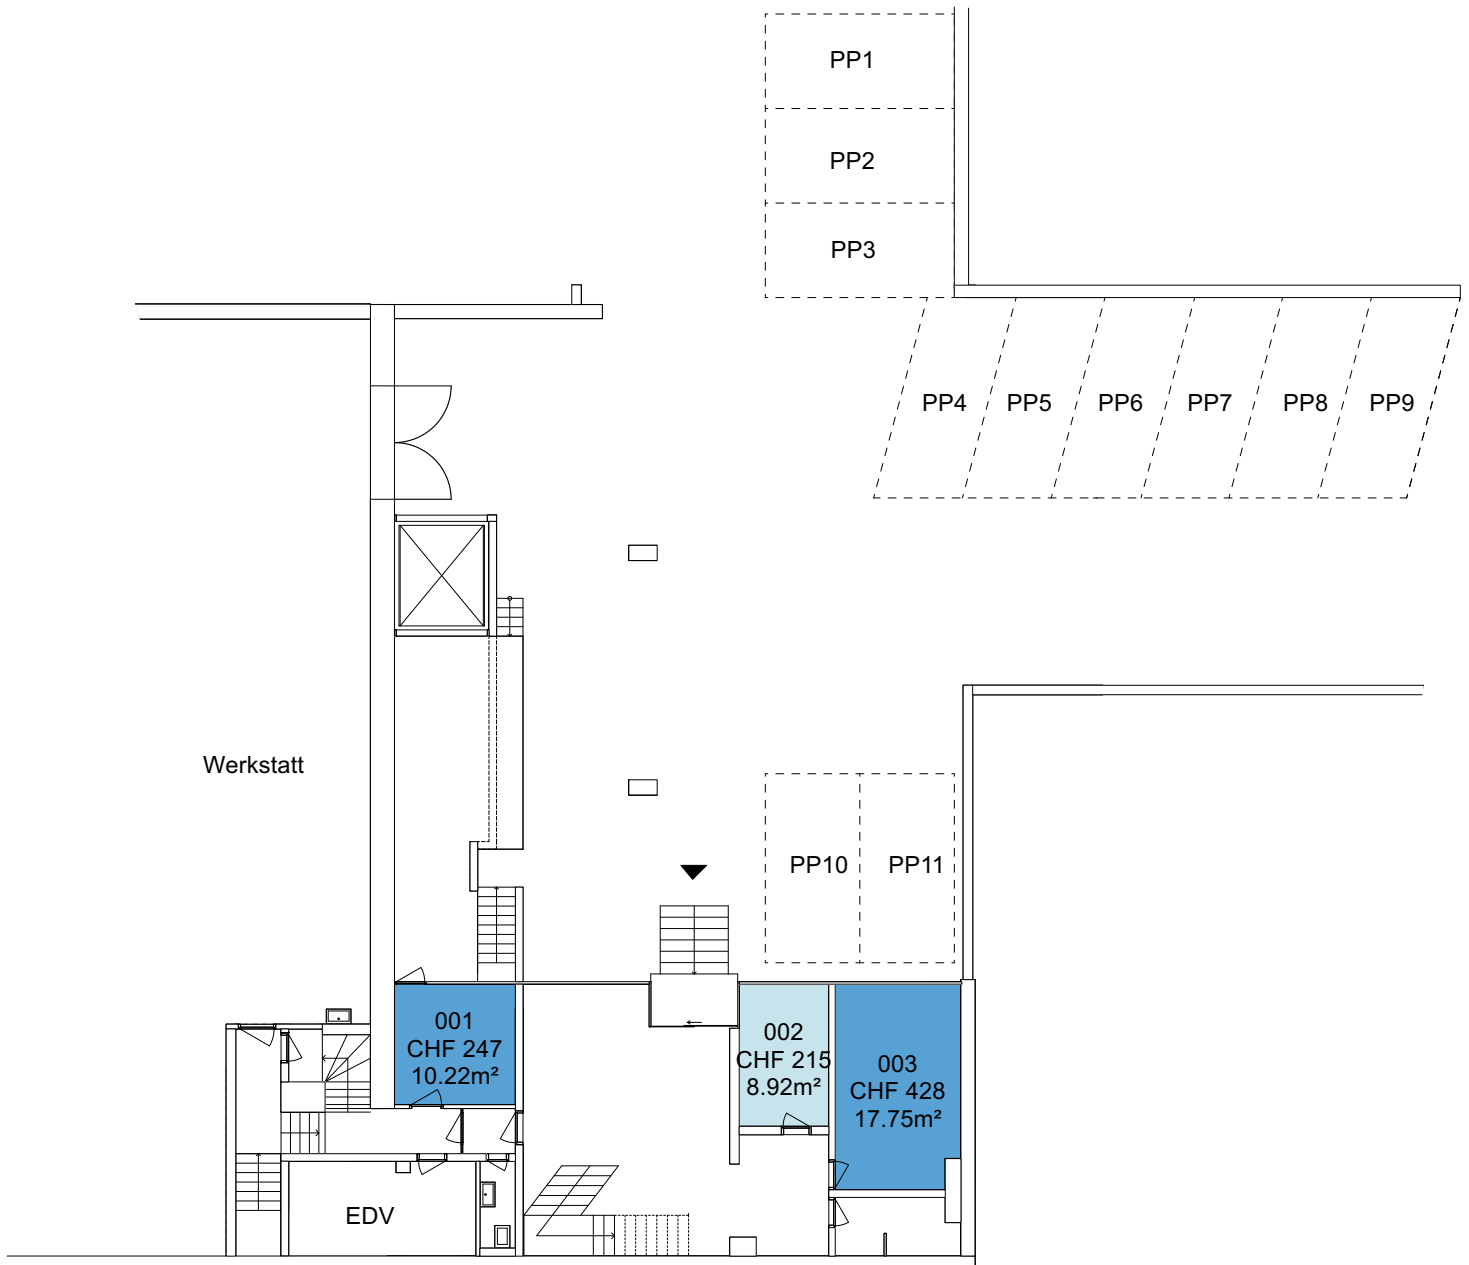 PP1
PP2
PP3
PP4
PP5
PP6
PP7
PP8
PP9
Werkstatt
PP10
PP11
001
CHF 247
10.22m²
002
CHF 215
8.92m²
003
CHF 428
17.75m²
EDV